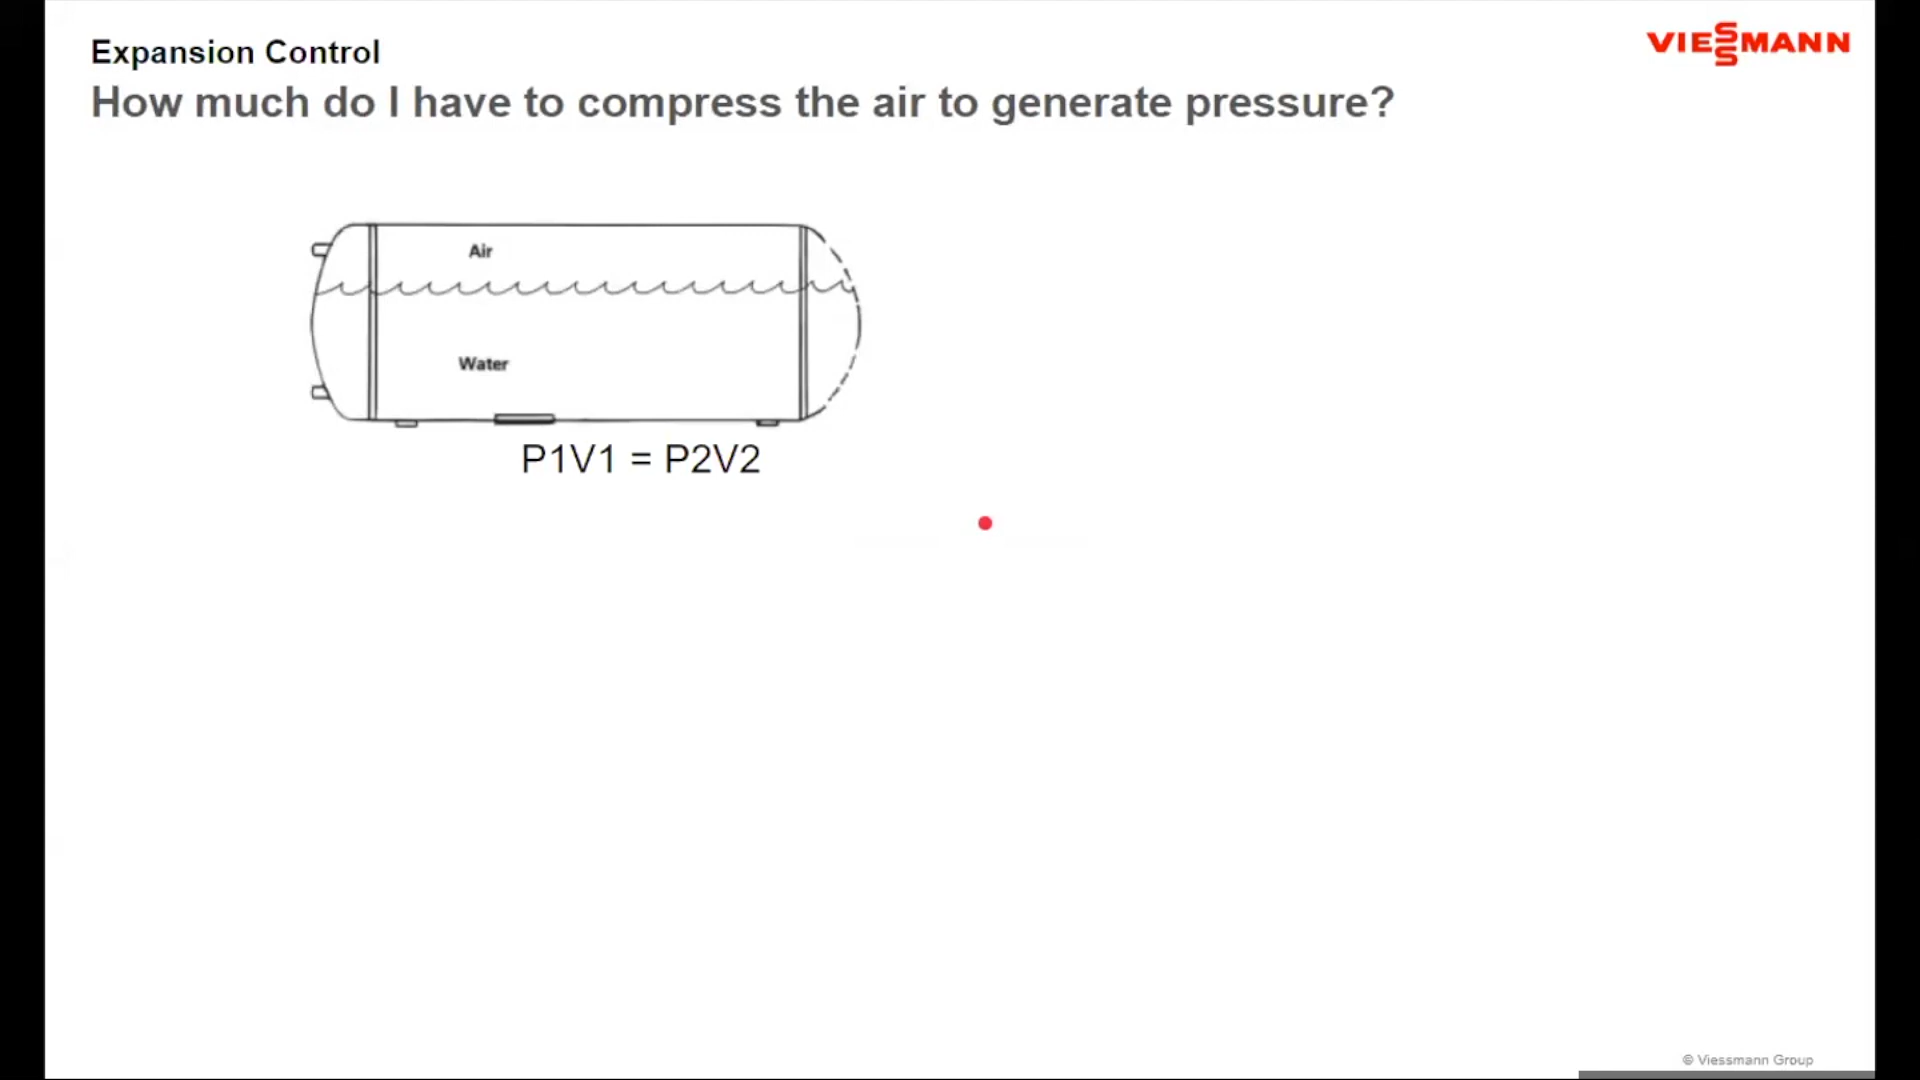 Expansion Control
VIESSMANN
How much do I have to compress the air to generate pressure?
Air
Water
P1V1 = P2V2
© Viessmann Group